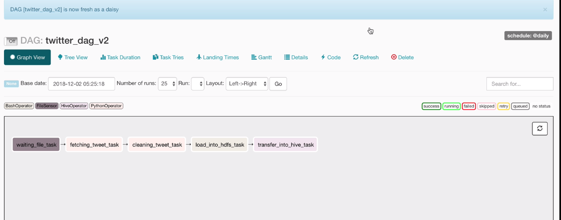 DAG [twitter_dag_v2] is now fresh as a daisy
×
DAG: twitter_dag_v2
schedule: @daily
Graph View Tree View Task Duration Task Tries Landing Times Gantt Details Code Refresh Delete
Base date: 2018-12-02 05:25:18 Number of runs: 25 Run: Layout: Left->Right Go
Search for...
BashOperator FileSensor HiveOperator PythonOperator
success running failed skipped retry queued no status
waiting_file_task fetching_tweet_task cleaning_tweet_task load_into_hdfs_task transfer_into_hive_task